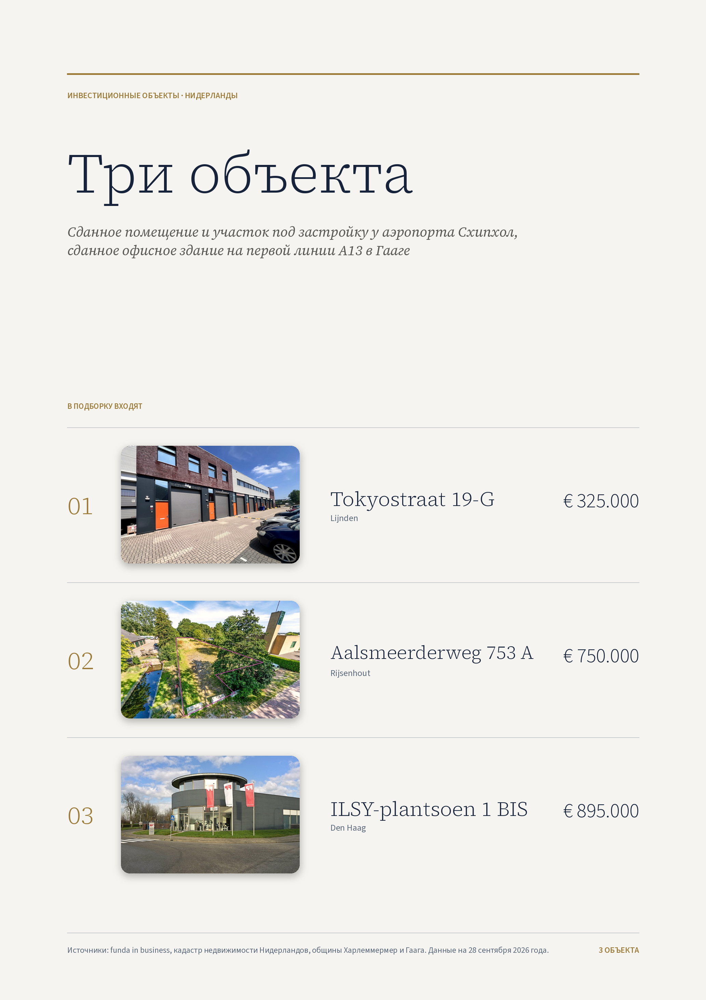 ИНВЕСТИЦИОННЫЕ ОБЪЕКТЫ · НИДЕРЛАНДЫ
Три объекта
Сданное помещение и участок под застройку у аэропорта Схипхол,
сданное офисное здание на первой линии A13 в Гааге
В ПОДБОРКУ ВХОДЯТ
01
Tokyostraat 19-G
€ 325.000
Lijnden
02
Aalsmeerderweg 753 A
€ 750.000
Rijsenhout
03
ILSY-plantsoen 1 BIS
€ 895.000
Den Haag
Источники: funda in business, кадастр недвижимости Нидерландов, общины Харлеммермер и Гаага. Данные на 28 сентября 2026 года.
3 ОБЪЕКТА